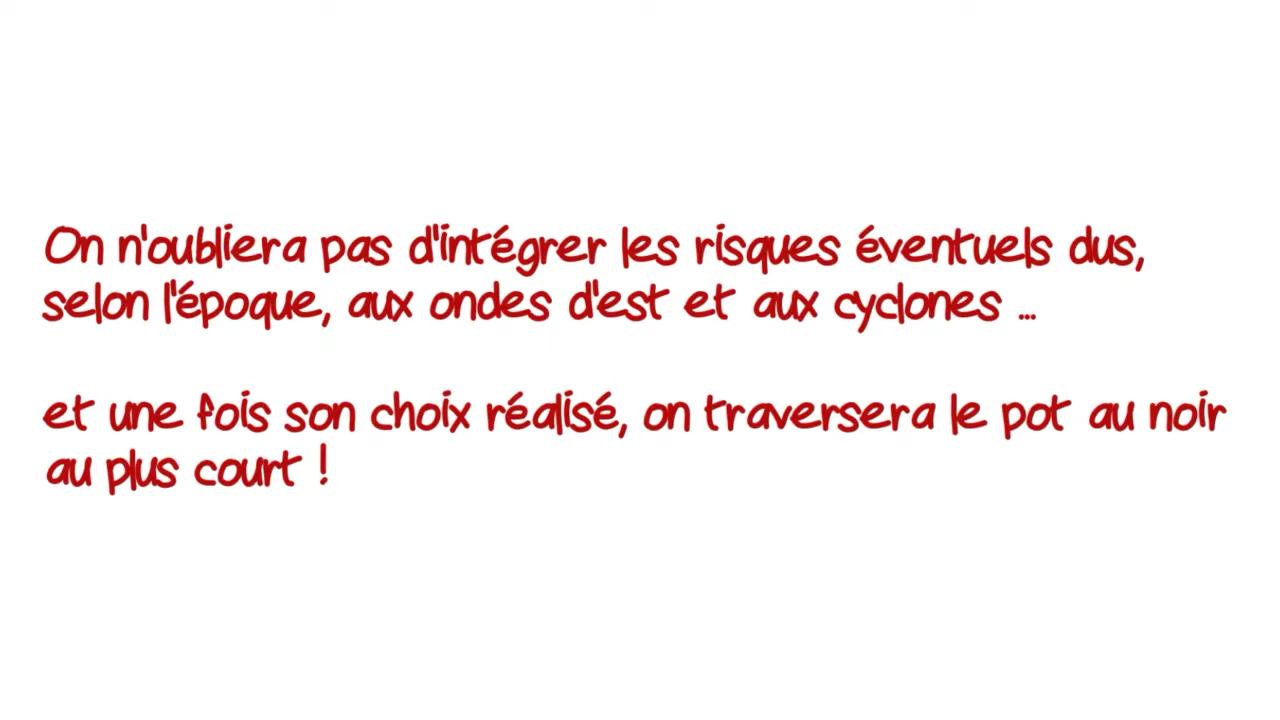 On n'oubliera pas d'intégrer les risques éventuels dus,
selon l'époque, aux ondes d'est et aux cyclones ...
et une fois son choix réalisé, on traversera le pot au noir
au plus court !